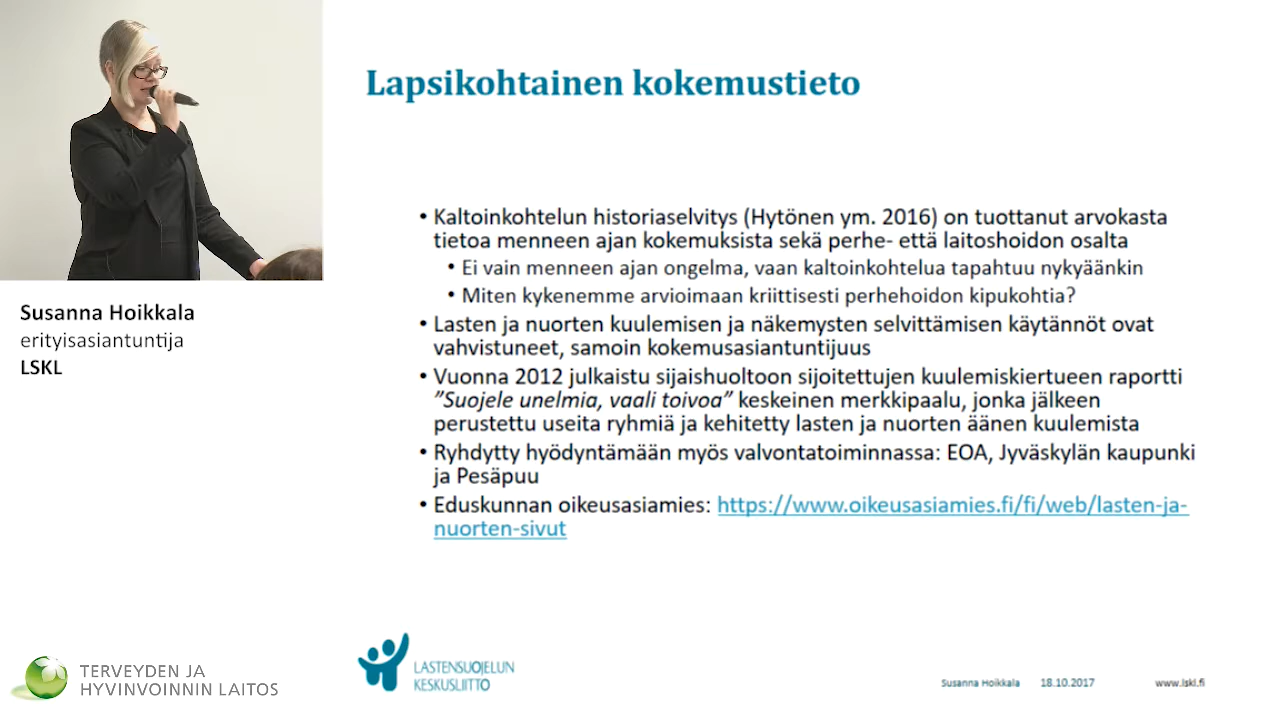 Lapsikohtainen kokemustieto
• Kaltoinkohtelun historiaselvitys (Hytönen ym. 2016) on tuottanut arvokasta
tietoa menneen ajan kokemuksista sekä perhe- että laitoshoidon osalta
• Ei vain menneen ajan ongelma, vaan kaltoinkohtelua tapahtuu nykyäänkin
• Miten kykenemme arvioimaan kriittisesti perhehoidon kipukohtia?
• Lasten ja nuorten kuulemisen ja näkemysten selvittämisen käytännöt ovat
vahvistuneet, samoin kokemusasiantuntijuus
• Vuonna 2012 julkaistu sijaishuoltoon sijoitettujen kuulemiskiertueen raportti
”Suojele unelmia, vaali toivoa” keskeinen merkkipaalu, jonka jälkeen
perustettu useita ryhmiä ja kehitetty lasten ja nuorten äänen kuulemista
• Ryhdytty hyödyntämään myös valvontatoiminnassa: EOA, Jyväskylän kaupunki
ja Pesäpuu
• Eduskunnan oikeusasiamies: https://www.oikeusasiamies.fi/fi/web/lasten-ja-
nuorten-sivut
Susanna Hoikkala
erityisasiantuntija
LSKL
TERVEYDEN JA
HYVINVOINNIN LAITOS
LASTENSUOJELUN
KESKUSLIITTO
Susanna Hoikkala 18.10.2017 www.lskl.fi